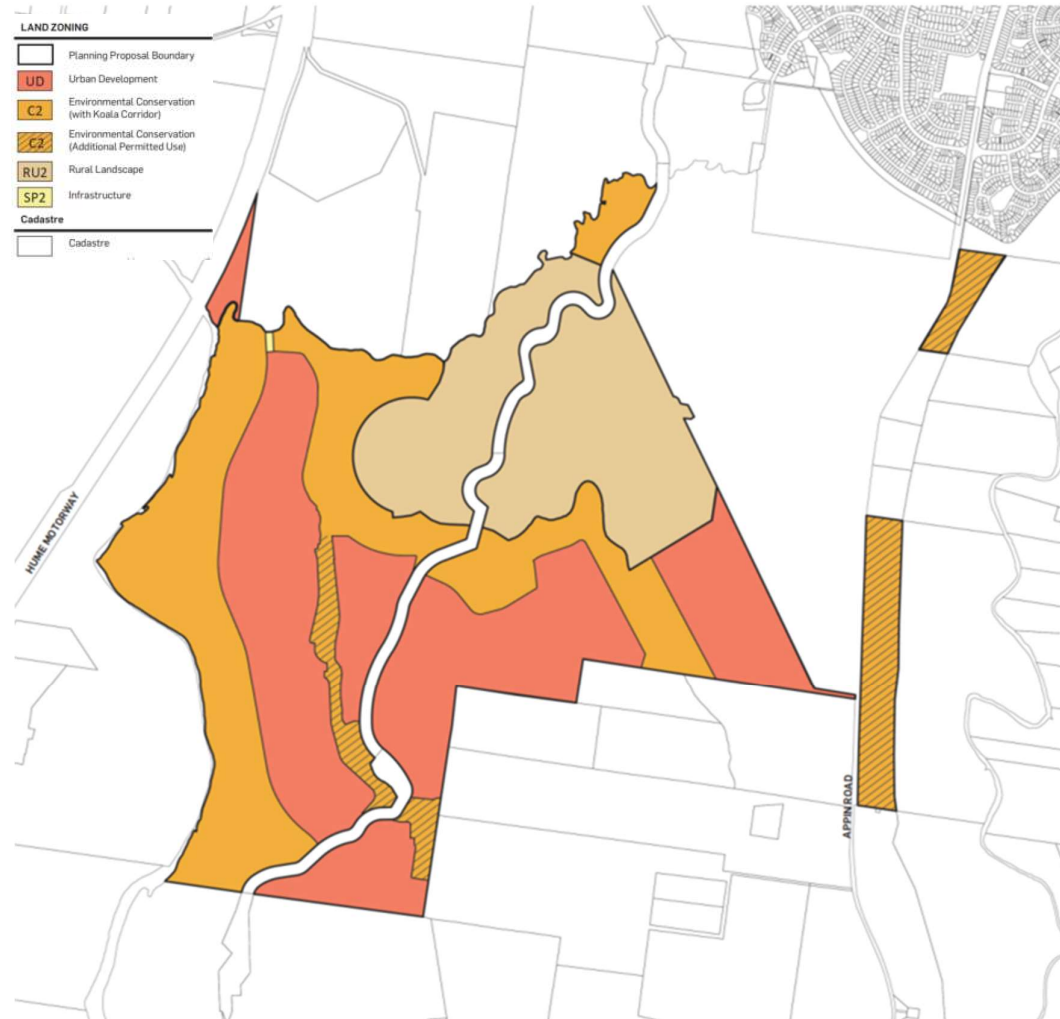 LAND ZONING
Planning Proposal Boundary
UD Urban Development
C2 Environmental Conservation
(with Koala Corridor)
C2 Environmental Conservation
(Additional Permitted Use)
RU2 Rural Landscape
SP2 Infrastructure
Cadastre
Cadastre
HUME MOTORWAY
APPIN ROAD